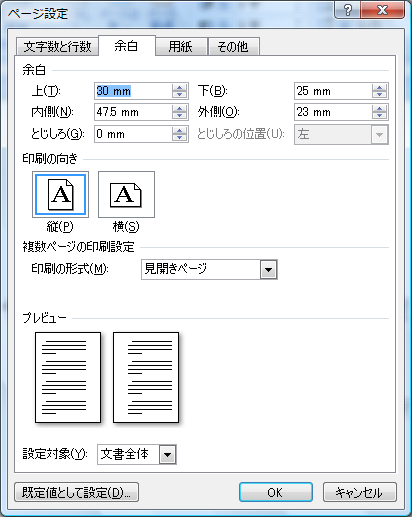 ページ設定
文字数と行数 余白 用紙 その他
余白
上(T): 30 mm 下(B): 25 mm
内側(N): 47.5 mm 外側(O): 23 mm
とじしろ(G): 0 mm とじしろの位置(U): 左
印刷の向き
A A
縦(P) 横(S)
複数ページの印刷設定
印刷の形式(M): 見開きページ
プレビュー
設定対象(Y): 文書全体
既定値として設定(D)... OK キャンセル